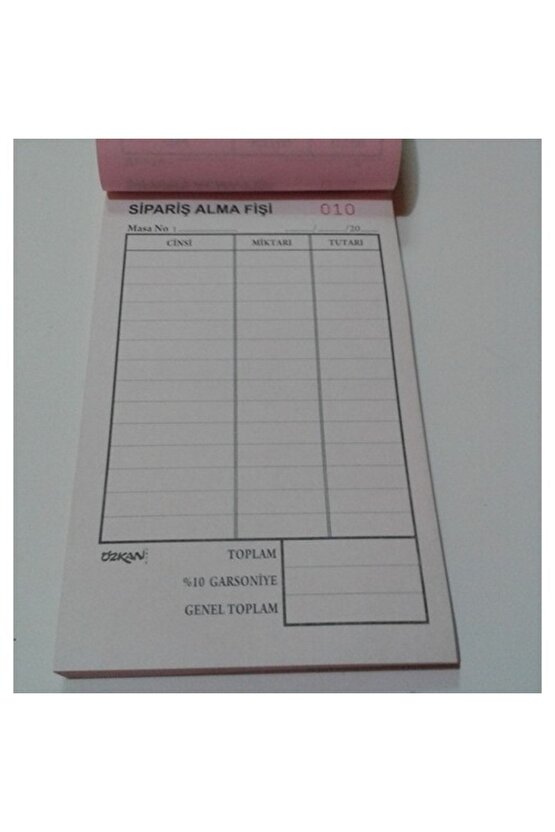 SİPARİŞ ALMA FİŞİ 010
Masa No : / /20
CİNSİ MİKTARI TUTARI
ÖZKAN TOPLAM
%10 GARSONİYE
GENEL TOPLAM